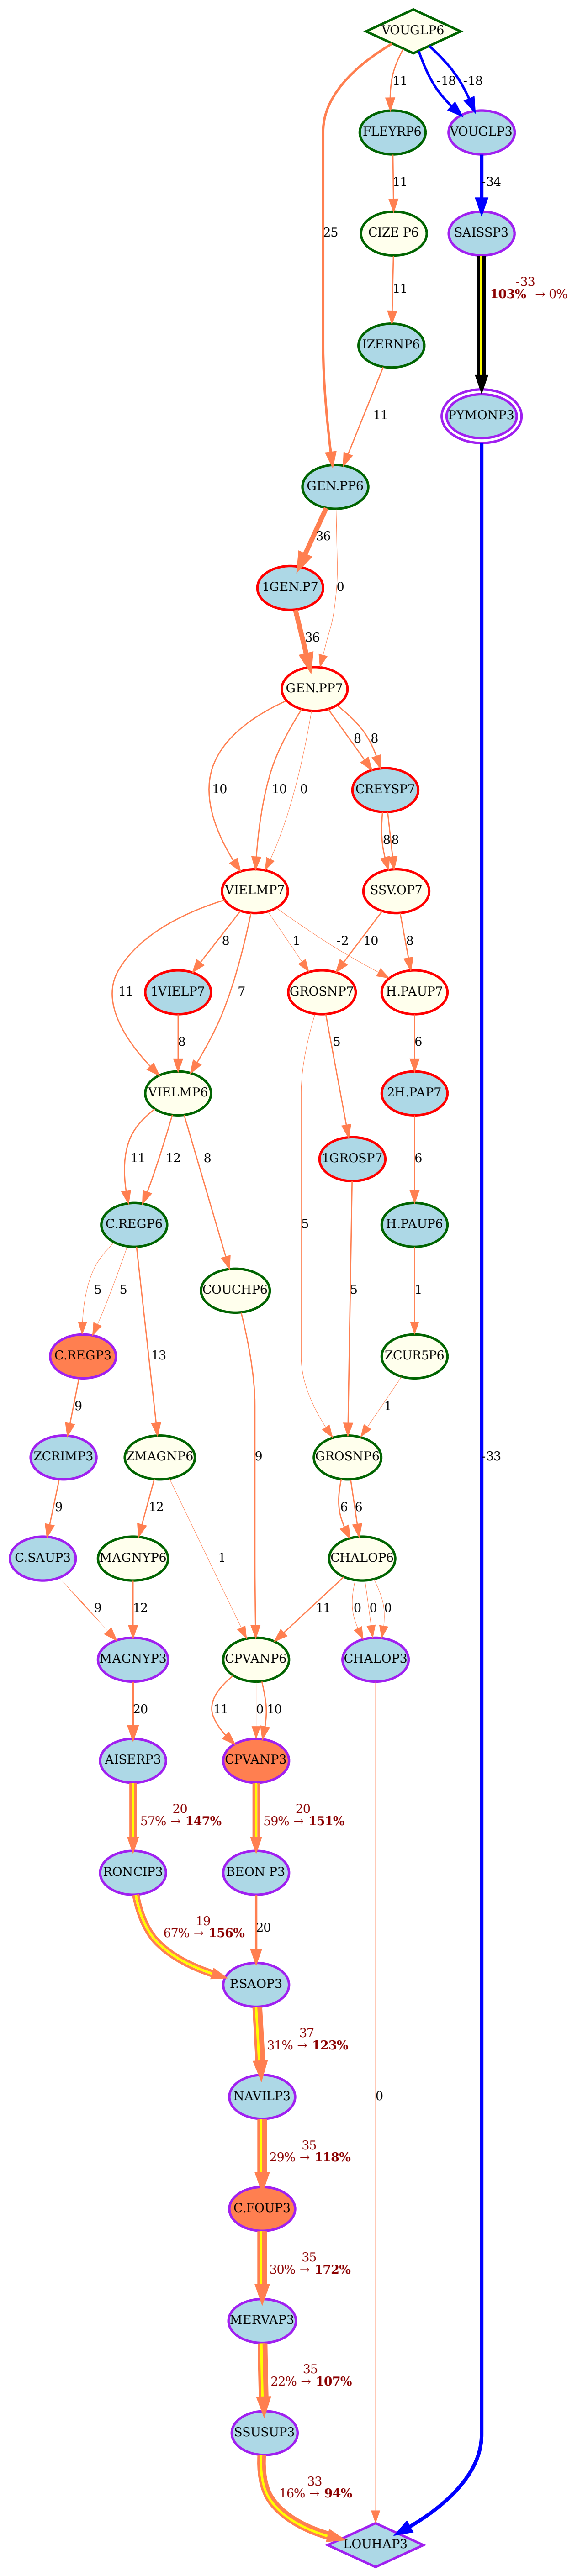 VOUGLP6
11
-18
-18
FLEYRP6
VOUGLP3
11
-34
25
CIZE P6
SAISSP3
11
-33
103% → 0%
IZERNP6
PYMONP3
11
GEN.PP6
36
0
1GEN.P7
36
GEN.PP7
8
8
10
10
0
CREYSP7
8
8
VIELMP7
SSV.OP7
8
1
-2
10
8
11
1VIELP7
7
GROSNP7
H.PAUP7
8
5
6
VIELMP6
2H.PAP7
11
12
8
1GROSP7
6
C.REGP6
5
H.PAUP6
5
5
COUCHP6
5
1
C.REGP3
13
ZCUR5P6
9
1
ZCRIMP3
ZMAGNP6
9
GROSNP6
-33
9
12
6
6
C.SAUP3
MAGNYP6
1
CHALOP6
9
12
11
0
0
0
MAGNYP3
CPVANP6
CHALOP3
20
11
0
10
AISERP3
CPVANP3
20
57% → 147%
20
59% → 151%
RONCIP3
BEON P3
19
67% → 156%
20
P.SAOP3
37
31% → 123%
NAVILP3
0
35
29% → 118%
C.FOUP3
35
30% → 172%
MERVAP3
35
22% → 107%
SSUSUP3
33
16% → 94%
LOUHAP3